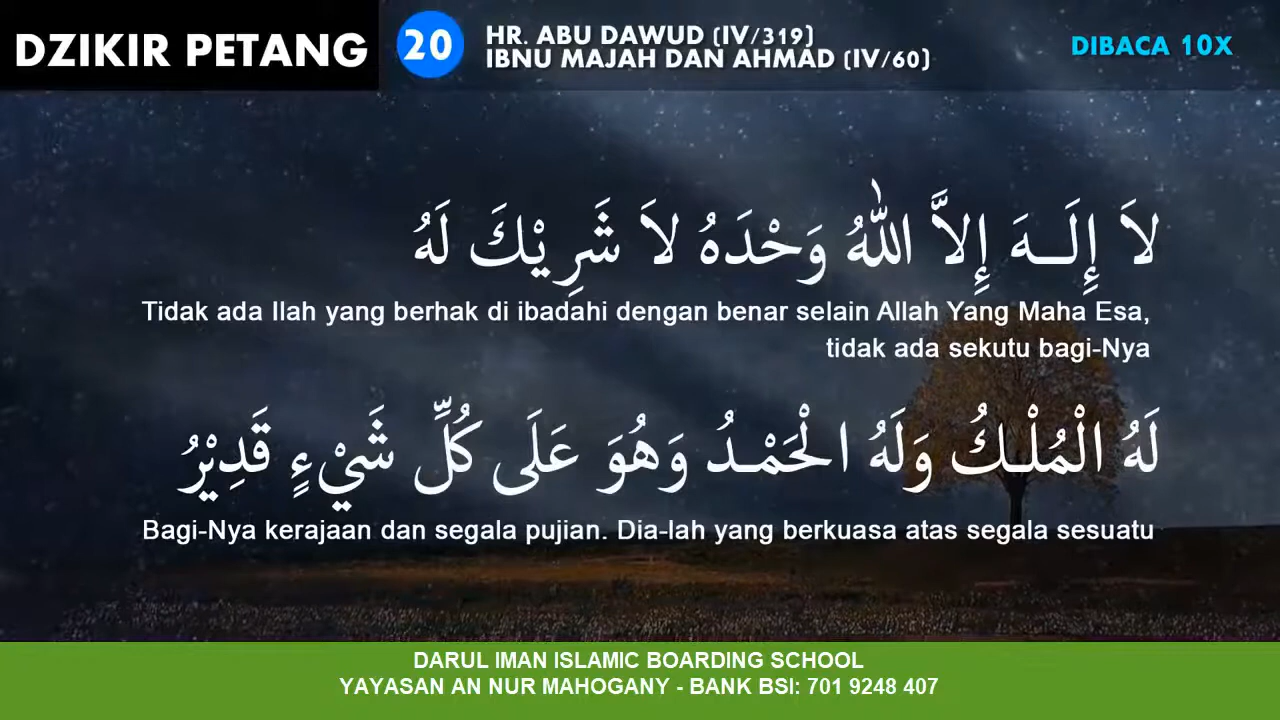 DZIKIR PETANG
20
HR. ABU DAWUD (IV/319)
IBNU MAJAH DAN AHMAD (IV/60)
DIBACA 10X
لاَ إِلَــهَ إِلاَّ اللهُ وَحْدَهُ لاَ شَرِيْكَ لَهُ
Tidak ada Ilah yang berhak di ibadahi dengan benar selain Allah Yang Maha Esa,
tidak ada sekutu bagi-Nya
لَهُ الْمُلْـكُ وَلَهُ الْحَمْـدُ وَهُوَ عَلَى كُلِّ شَيْءٍ قَدِيْرُ
Bagi-Nya kerajaan dan segala pujian. Dia-lah yang berkuasa atas segala sesuatu
DARUL IMAN ISLAMIC BOARDING SCHOOL
YAYASAN AN NUR MAHOGANY - BANK BSI: 701 9248 407